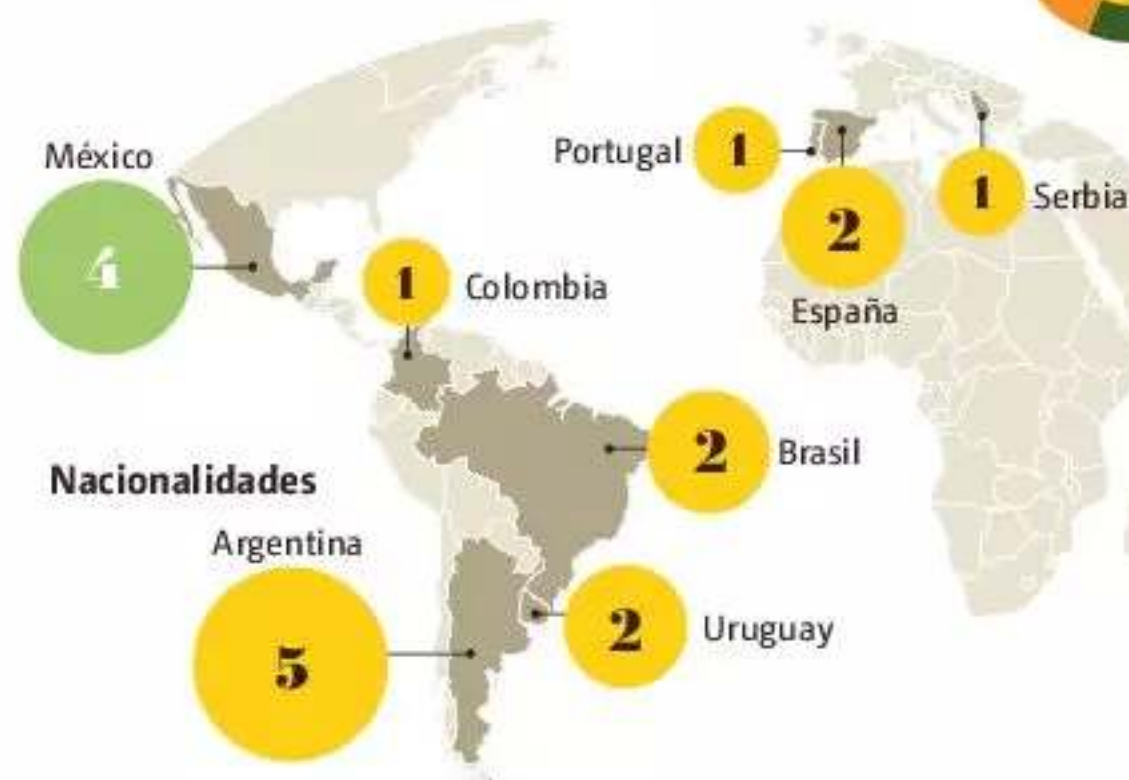 México
4
Portugal
1
2
España
1
Serbia
1
Colombia
2
Brasil
Nacionalidades
Argentina
5
2
Uruguay